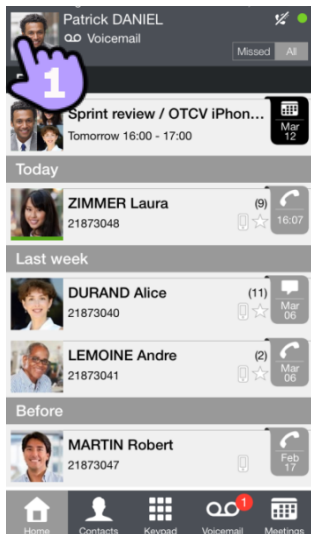 Patrick DANIEL
Voicemail
Missed All
1
Sprint review / OTCV iPhon...
Tomorrow 16:00 - 17:00
Mar
12
Today
ZIMMER Laura (9)
21873048
16:07
Last week
DURAND Alice (11)
21873040
Mar
06
LEMOINE Andre (2)
21873041
Mar
06
Before
MARTIN Robert
21873047
Feb
17
1
Home Contacts Keypad Voicemail Meetings